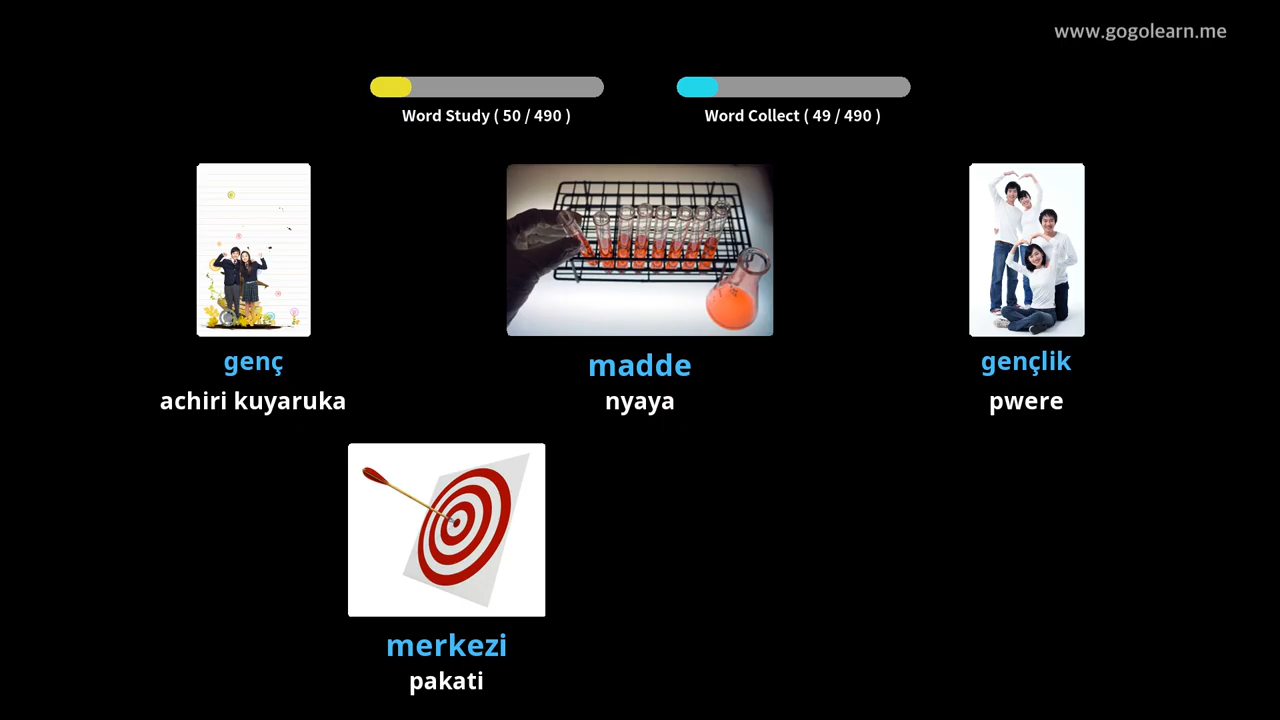 www.gogolearn.me
Word Study ( 50 / 490 )
Word Collect ( 49 / 490 )
genç
achiri kuyaruka
madde
nyaya
gençlik
pwere
merkezi
pakati